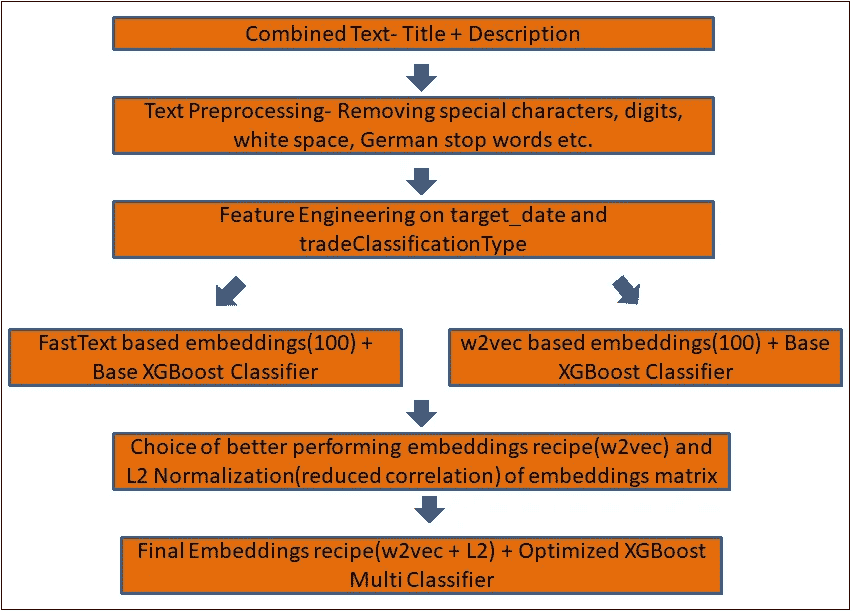 Combined Text- Title + Description
Text Preprocessing- Removing special characters, digits,
white space, German stop words etc.
Feature Engineering on target_date and
tradeClassificationType
FastText based embeddings(100) +
Base XGBoost Classifier
w2vec based embeddings(100) + Base
XGBoost Classifier
Choice of better performing embeddings recipe(w2vec) and
L2 Normalization(reduced correlation) of embeddings matrix
Final Embeddings recipe(w2vec + L2) + Optimized XGBoost
Multi Classifier